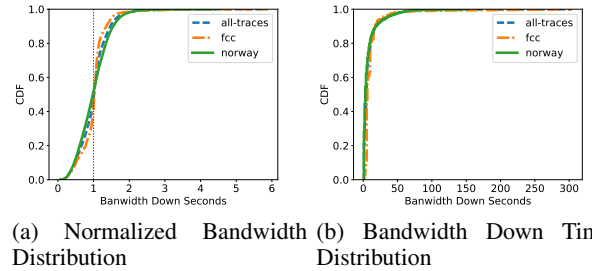 1.0
0.8
0.6
0.4
0.2
0.0
CDF
all-traces
fcc
norway
0 1 2 3 4 5 6
Banwidth Down Seconds
1.0
0.8
0.6
0.4
0.2
0.0
CDF
all-traces
fcc
norway
0 50 100 150 200 250 300
Banwidth Down Seconds
(a) Normalized Bandwidth
Distribution
(b) Bandwidth Down Tim
Distribution